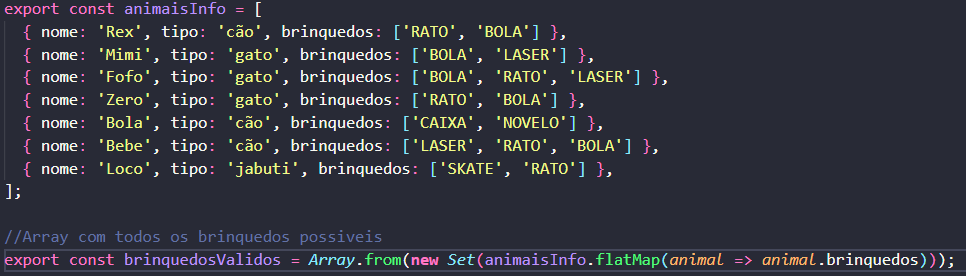 export const animaisInfo = [
{ nome: 'Rex', tipo: 'cão', brinquedos: ['RATO', 'BOLA'] },
{ nome: 'Mimi', tipo: 'gato', brinquedos: ['BOLA', 'LASER'] },
{ nome: 'Fofo', tipo: 'gato', brinquedos: ['BOLA', 'RATO', 'LASER'] },
{ nome: 'Zero', tipo: 'gato', brinquedos: ['RATO', 'BOLA'] },
{ nome: 'Bola', tipo: 'cão', brinquedos: ['CAIXA', 'NOVELO'] },
{ nome: 'Bebe', tipo: 'cão', brinquedos: ['LASER', 'RATO', 'BOLA'] },
{ nome: 'Loco', tipo: 'jabuti', brinquedos: ['SKATE', 'RATO'] },
];
//Array com todos os brinquedos possiveis
export const brinquedosValidos = Array.from(new Set(animaisInfo.flatMap(animal => animal.brinquedos)));